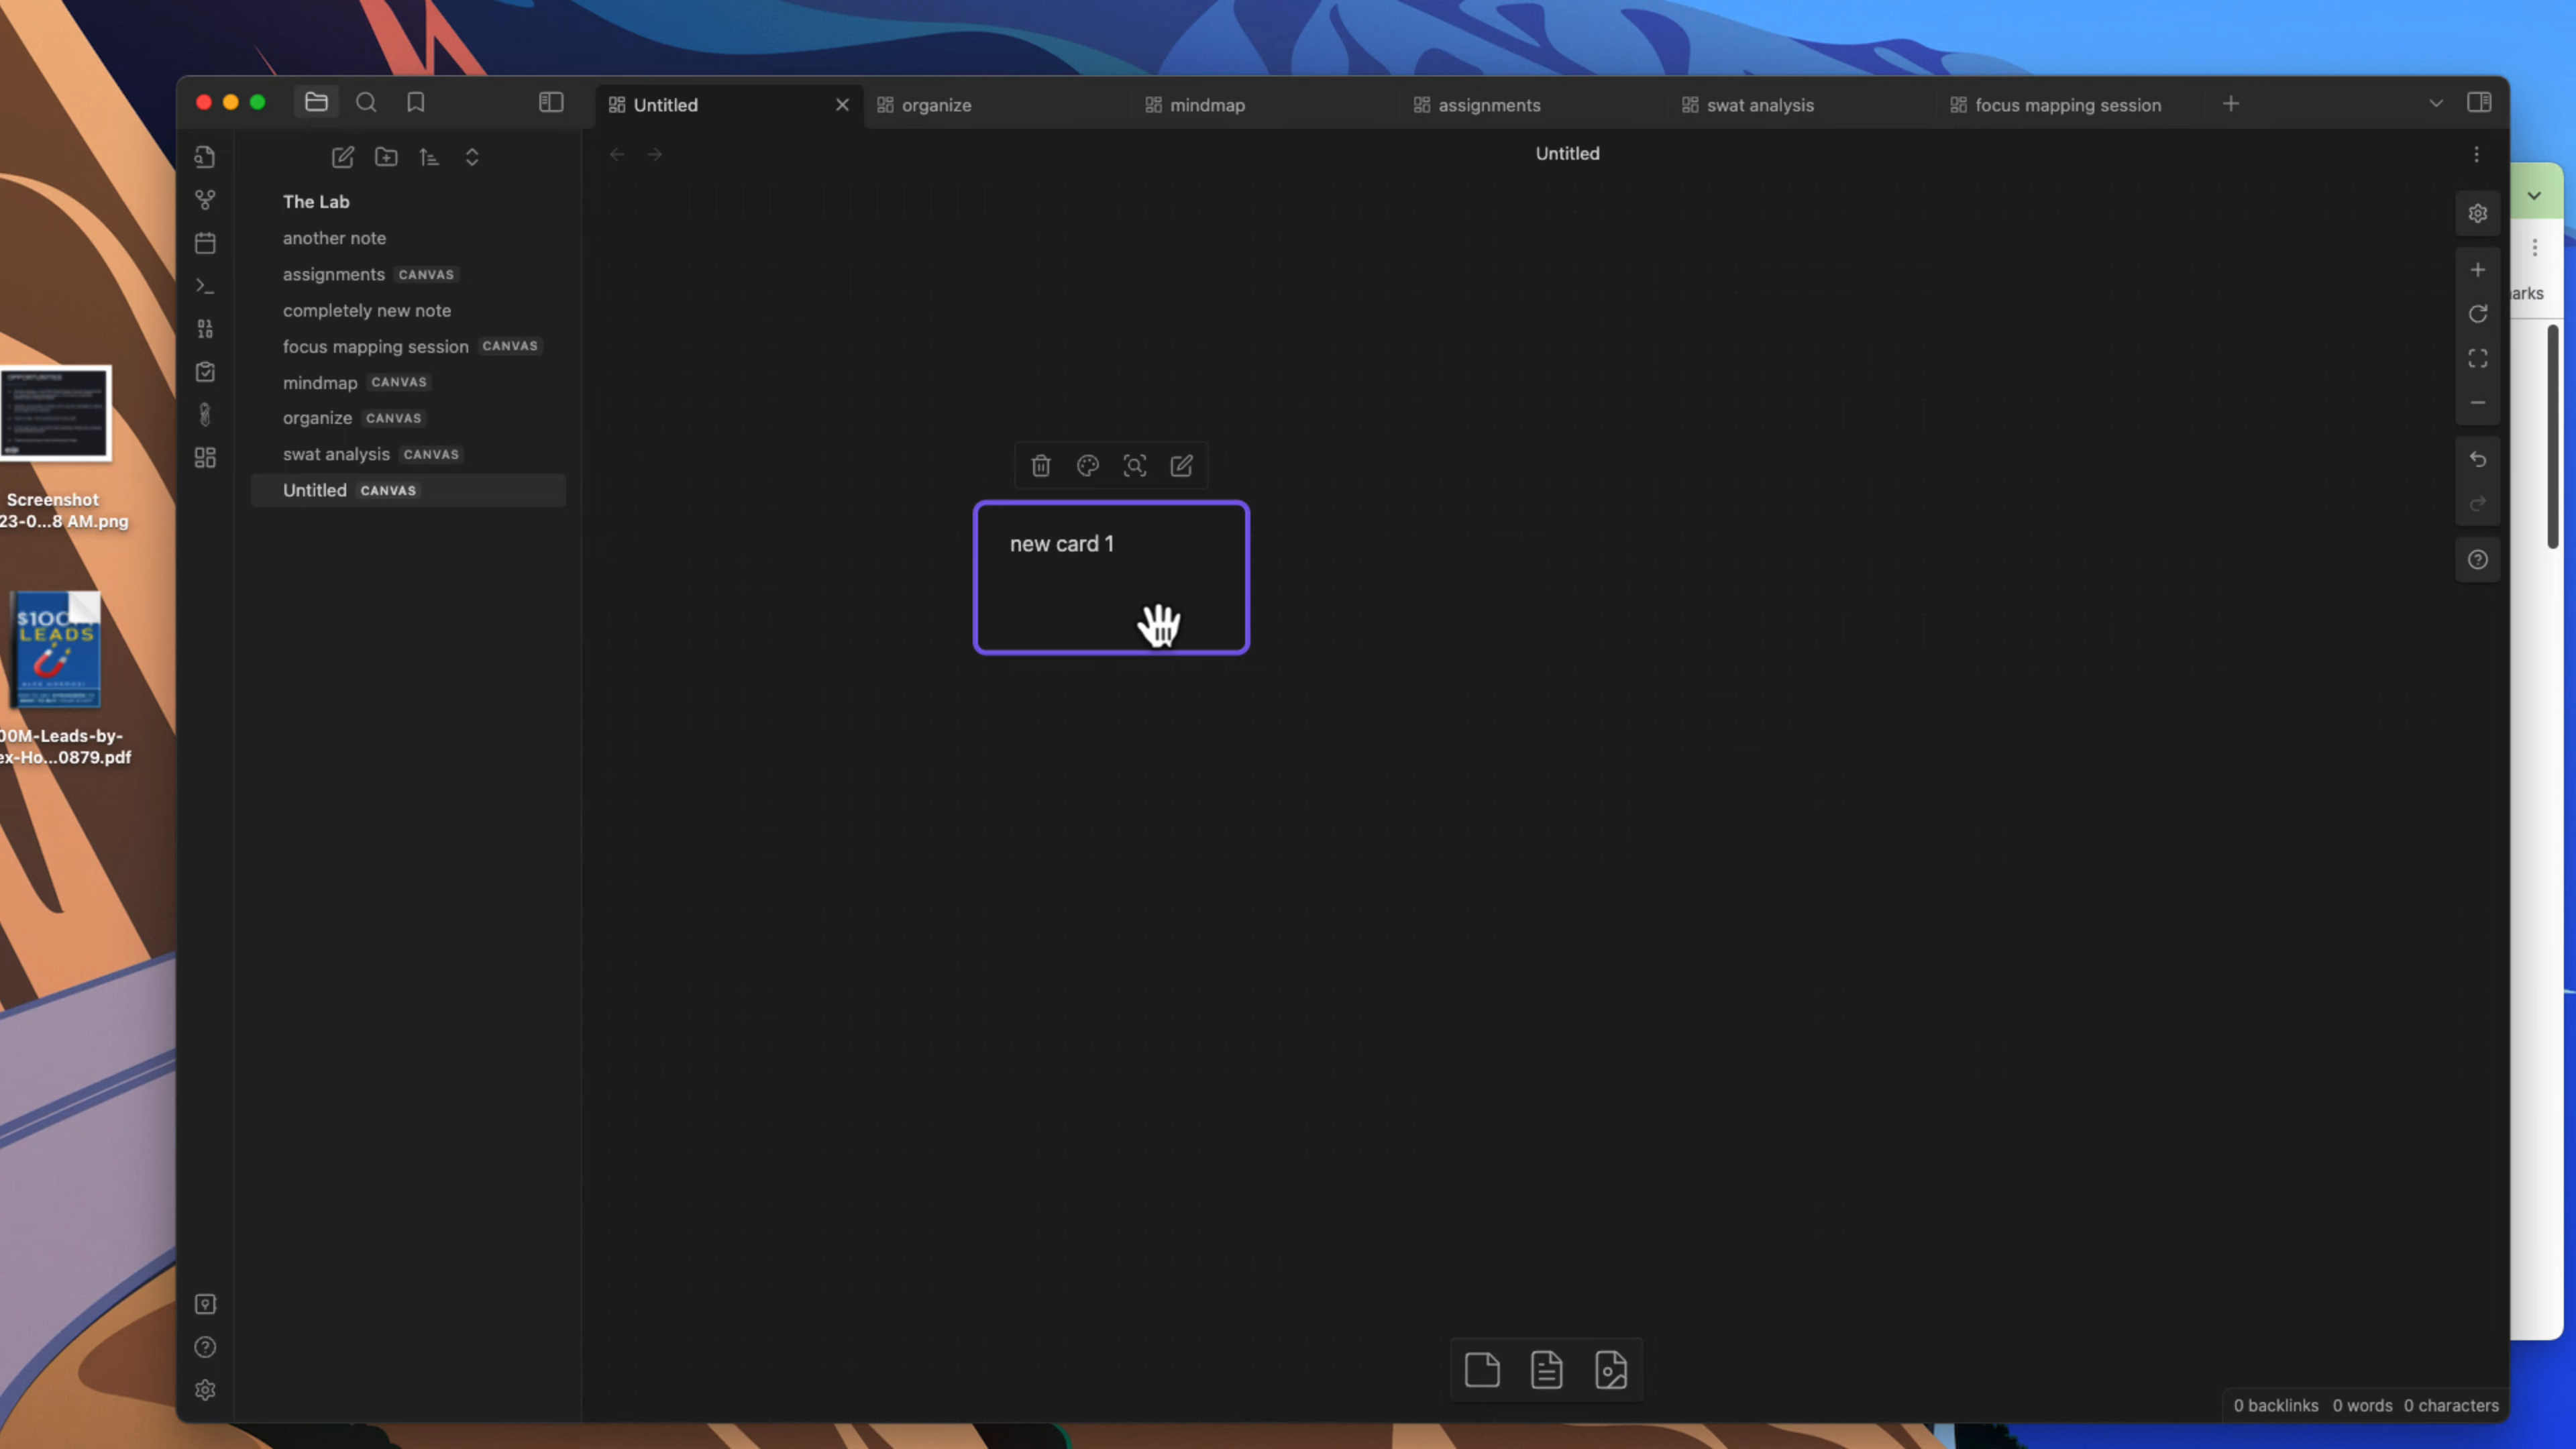 Untitled
organize
mindmap
assignments
swat analysis
focus mapping session
Untitled
The Lab
another note
assignments CANVAS
completely new note
focus mapping session CANVAS
mindmap CANVAS
organize CANVAS
swat analysis CANVAS
Untitled CANVAS
new card 1
0 backlinks 0 words 0 characters
arks
OPPORTUNITIES
Screenshot
23-0...8 AM.png
LEADS
00M-Leads-by-
ex-Ho...0879.pdf